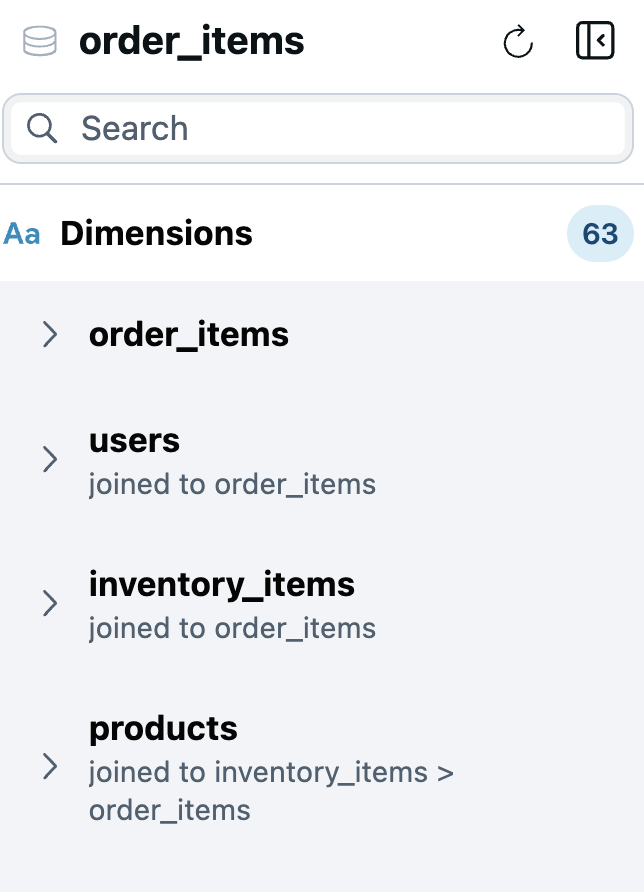 order_items
Search
Aa Dimensions 63
order_items
users
joined to order_items
inventory_items
joined to order_items
products
joined to inventory_items >
order_items